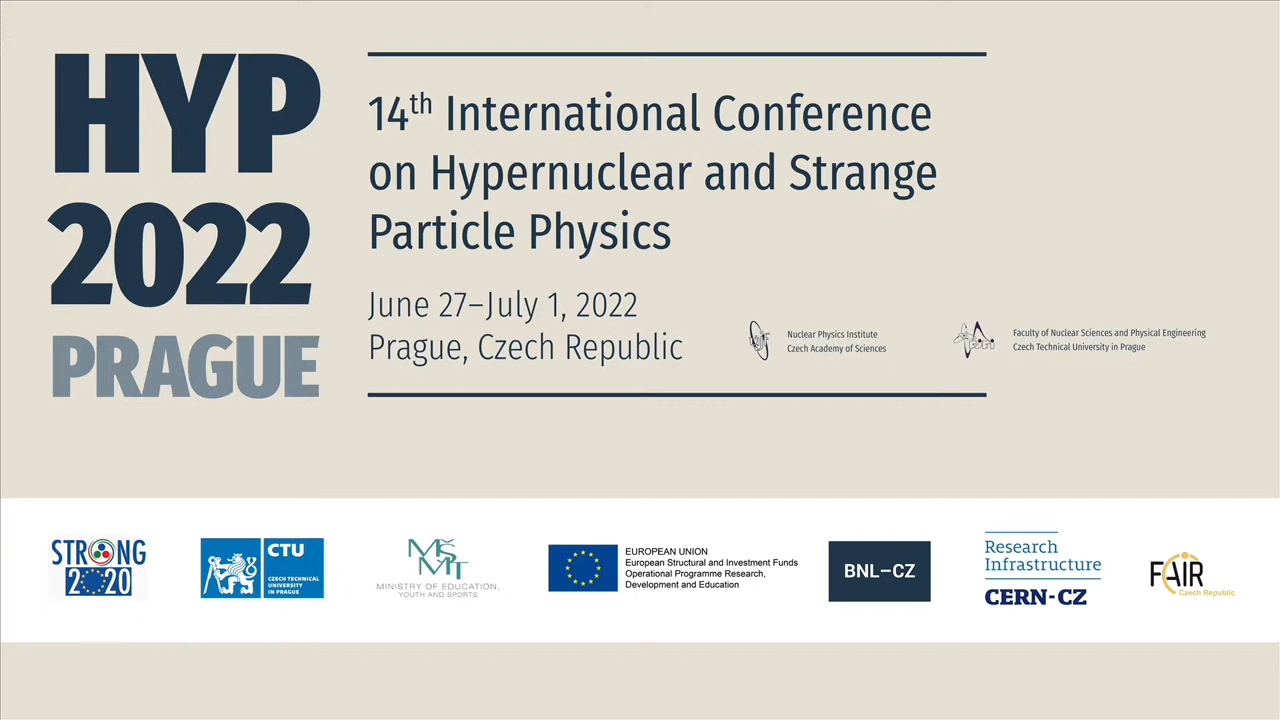 HYP
2022
PRAGUE
14th International Conference
on Hypernuclear and Strange
Particle Physics
June 27–July 1, 2022
Prague, Czech Republic
Nuclear Physics Institute
Czech Academy of Sciences
Faculty of Nuclear Sciences and Physical Engineering
Czech Technical University in Prague
STRONG
2020
CTU
CZECH TECHNICAL
UNIVERSITY
IN PRAGUE
MŠMT
MINISTRY OF EDUCATION,
YOUTH AND SPORTS
EUROPEAN UNION
European Structural and Investment Funds
Operational Programme Research,
Development and Education
BNL–CZ
Research
Infrastructure
CERN-CZ
FAIR
Czech Republic